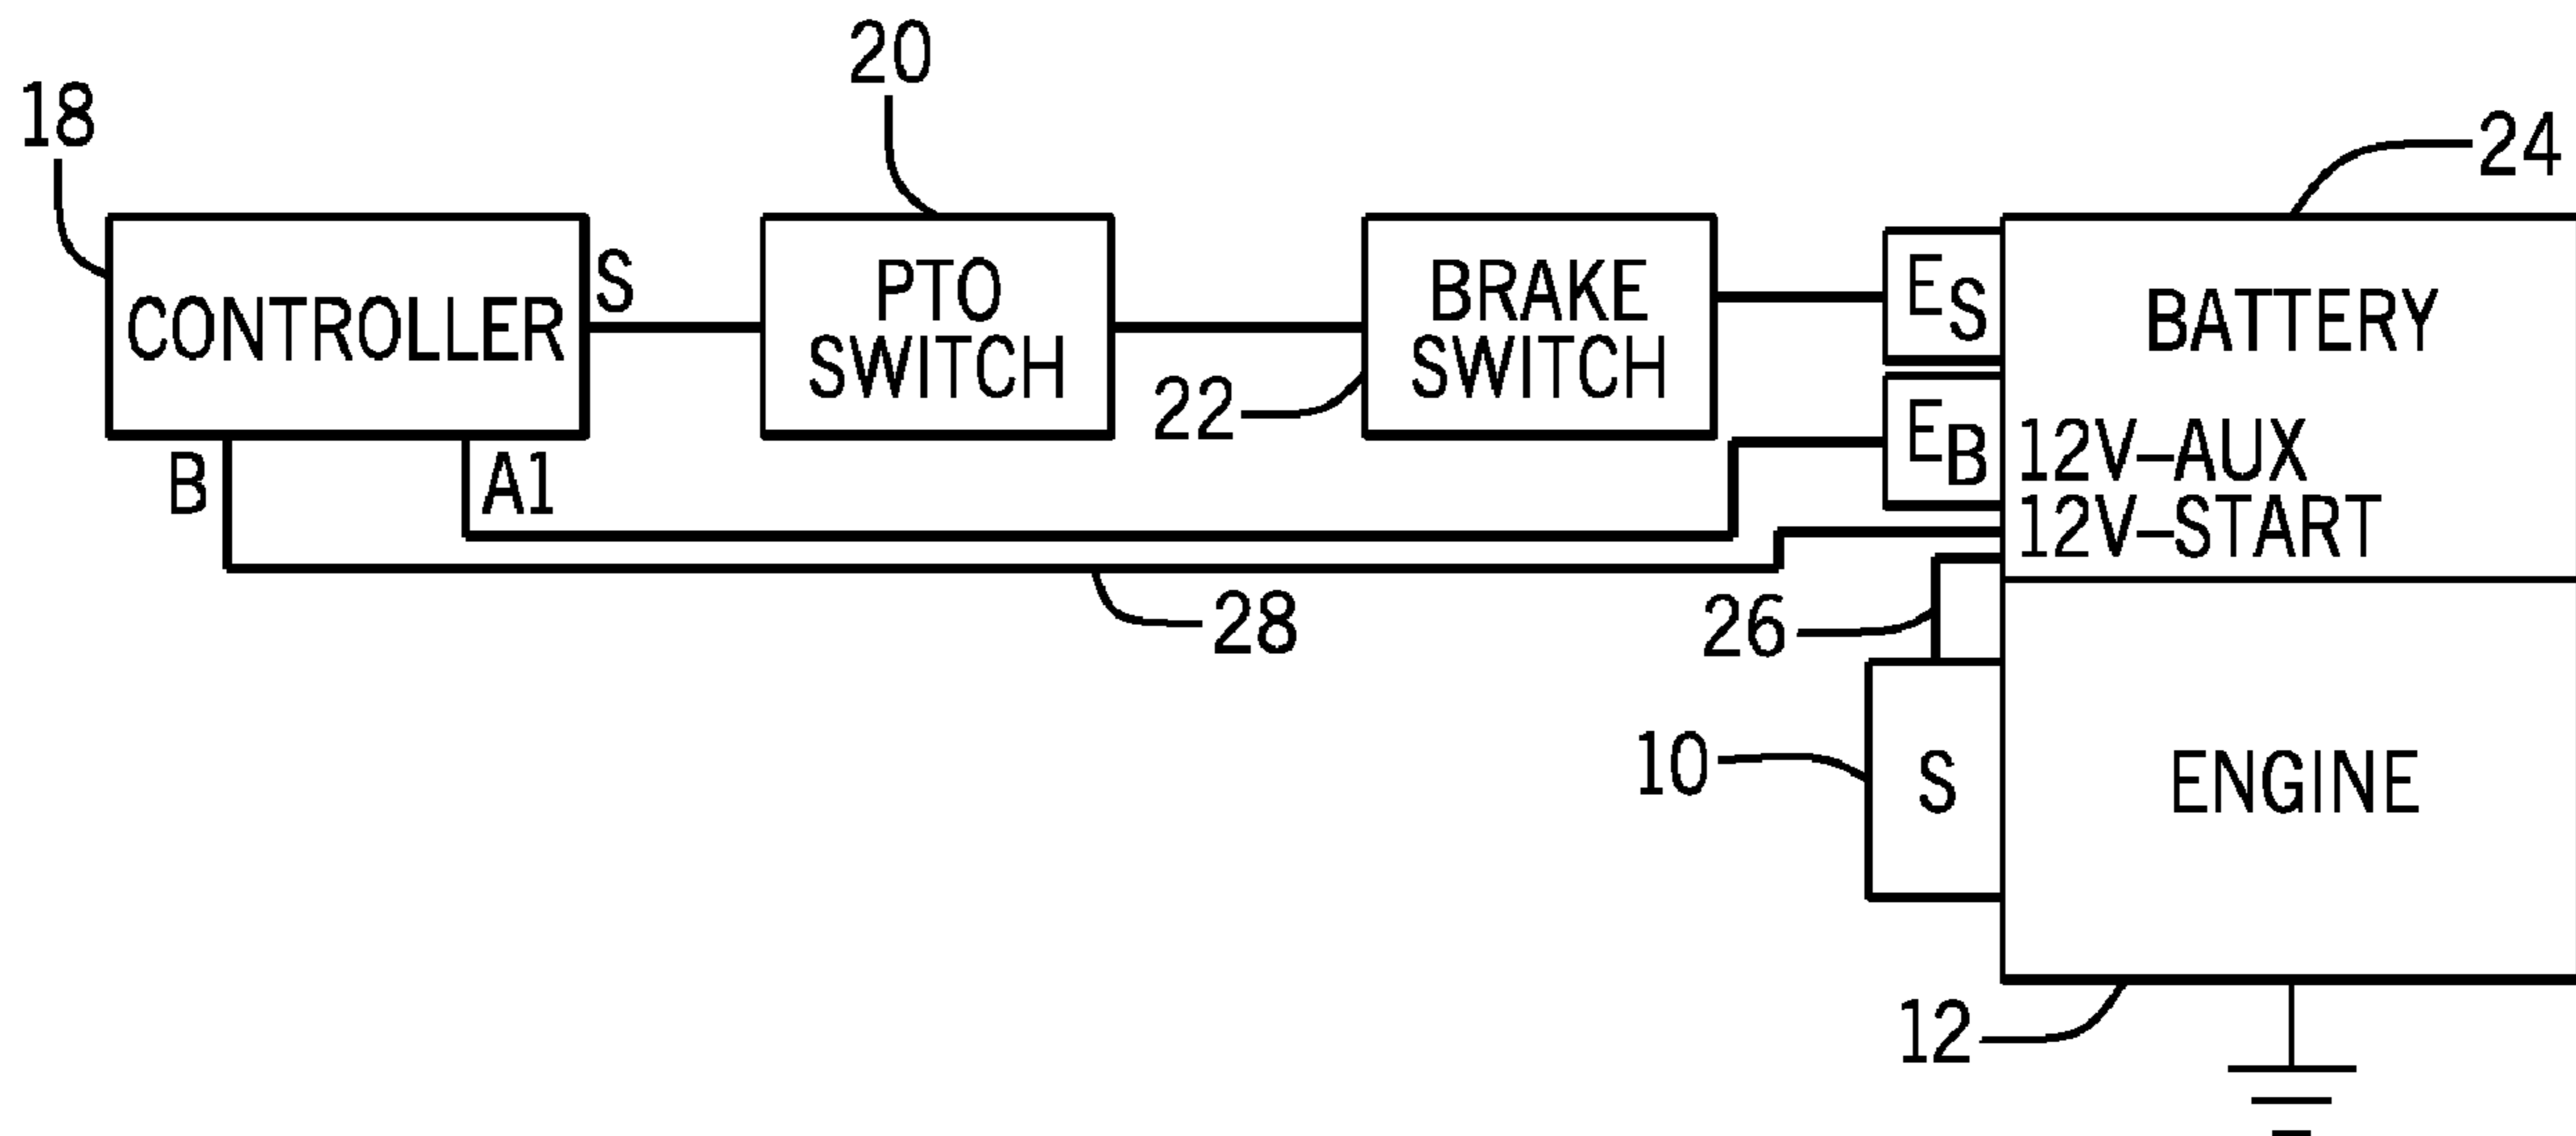 20
18
24
CONTROLLER
S
PTO
SWITCH
22
BRAKE
SWITCH
ES
BATTERY
EB
12V–AUX
12V–START
B
A1
28
26
10
S
ENGINE
12